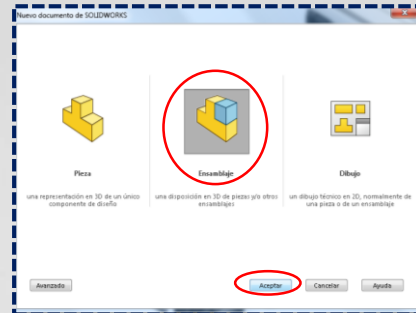 Nuevo documento de SOLIDWORKS
Pieza
una representación en 3D de un único
componente de diseño
Ensamblaje
una disposición en 3D de piezas y/o otros
ensamblajes
Dibujo
un dibujo técnico en 2D, normalmente de
una pieza o de un ensamblaje
Avanzado
Aceptar
Cancelar
Ayuda